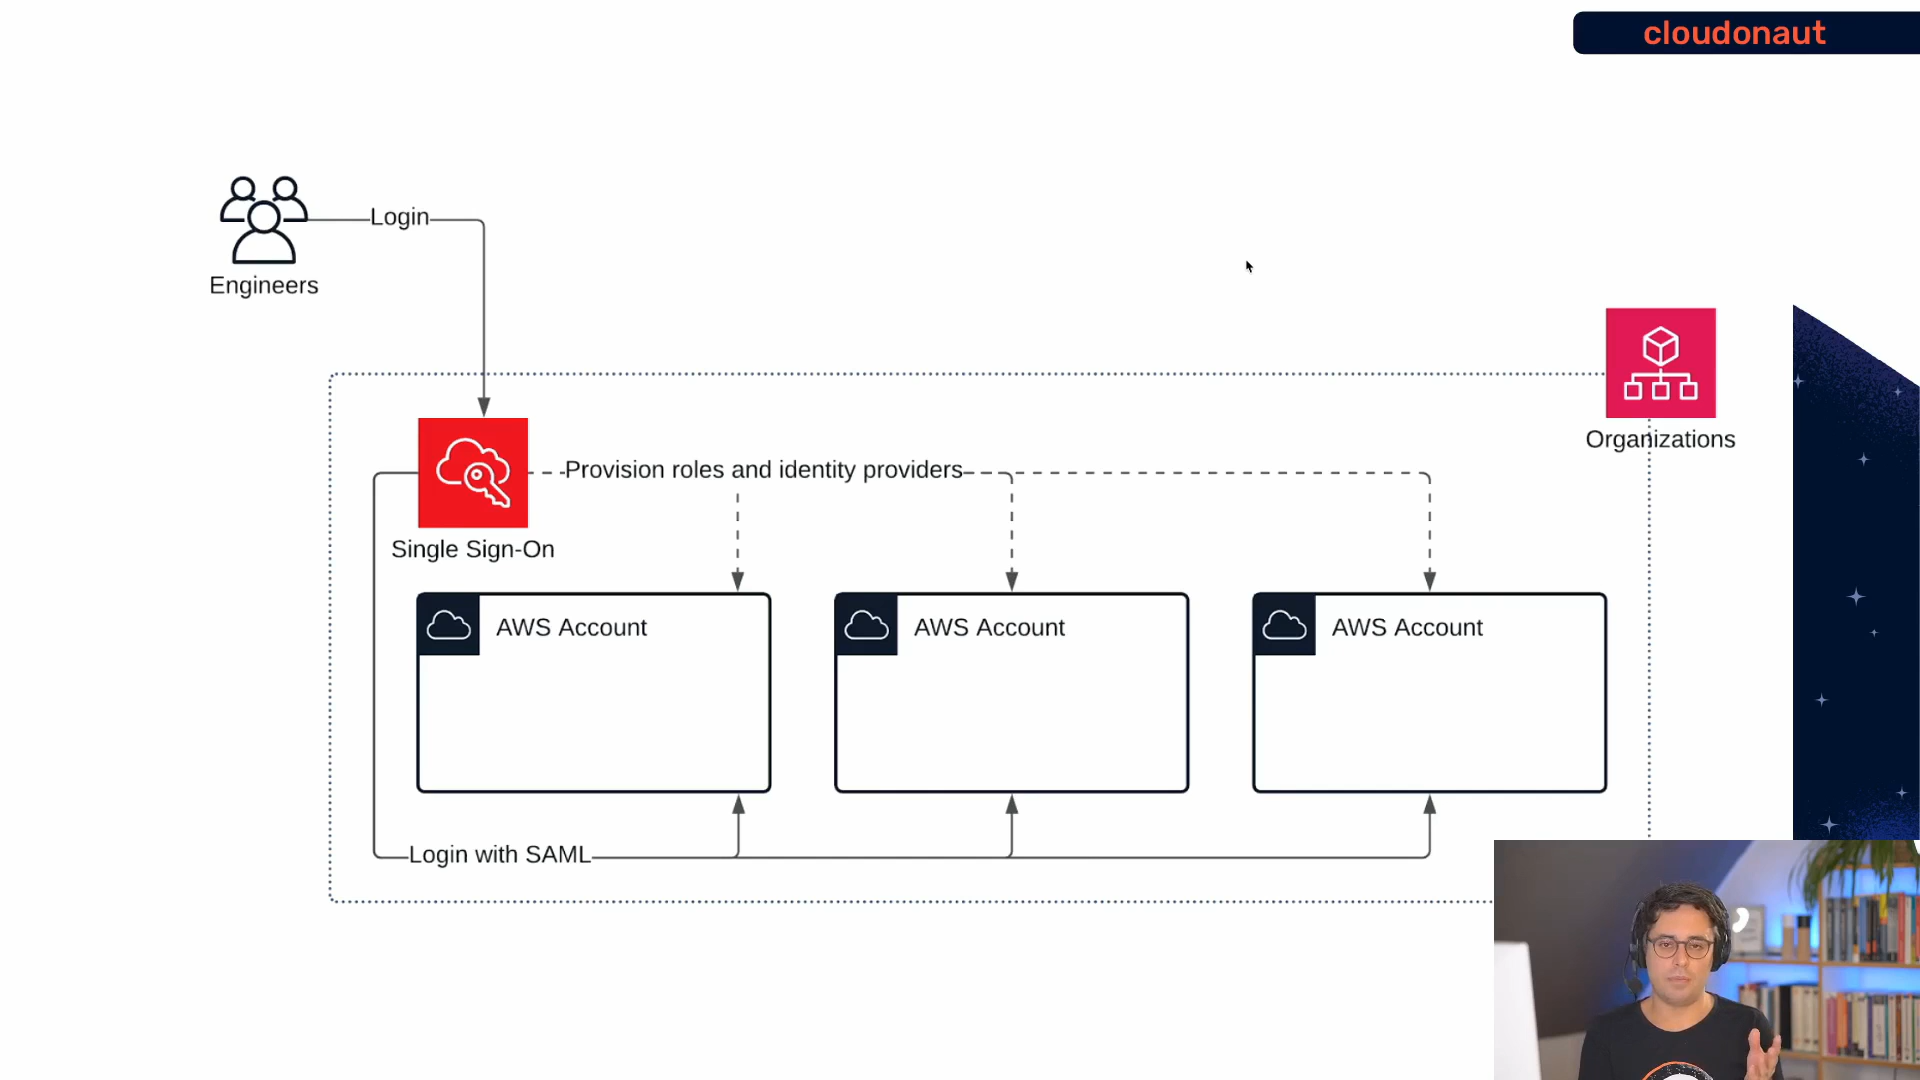 cloudonaut
Login
Engineers
Organizations
Provision roles and identity providers
Single Sign-On
AWS Account
AWS Account
AWS Account
Login with SAML